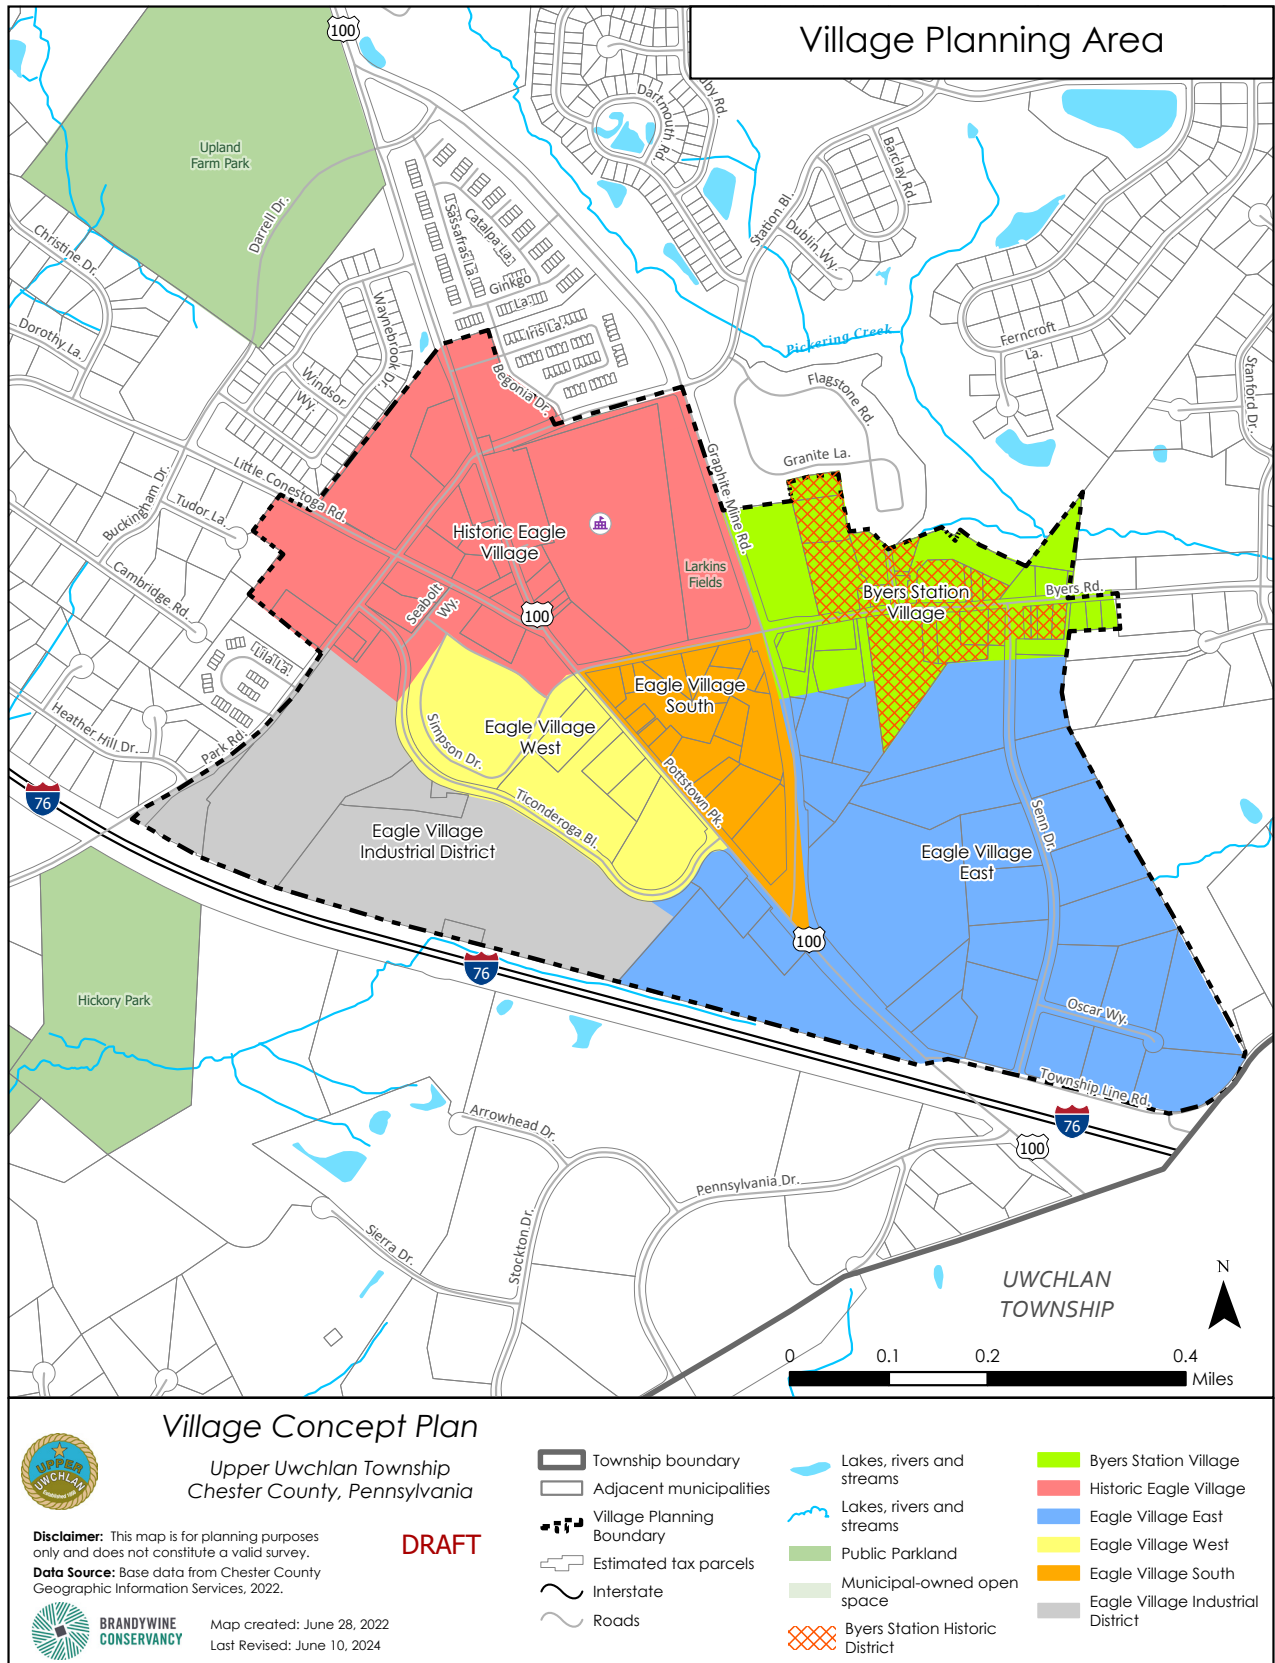 Village Planning Area
100
Upland
Farm Park
Darrell Dr.
Christine Dr.
Dorothy La.
Dartmouth Rd.
uby Rd.
Barclay Rd
Station Bl.
Dublin Wy.
Sassafras La.
Catalpa La.
Ginkgo
La.
Iris La.
Begonia Dr.
Waynebrook Dr.
Windsor
Wy.
Pickering Creek
Ferncroft
La.
Stanford Dr.
Flagstone Rd.
Granite La.
Graphite Mine Rd.
Little Conestoga Rd.
Buckingham Dr.
Tudor La.
Cambridge Rd.
Historic Eagle
Village
Larkins
Fields
Seabolt
Wy.
100
Byers Station
Village
Byers Rd.
Lila La.
Heather Hill Dr.
Park Rd.
Eagle Village
South
Eagle Village
West
Simpson Dr.
Pottstown Pk.
Ticonderoga Bl.
76
Eagle Village
Industrial District
Eagle Village
East
Senn Dr.
100
76
Hickory Park
Oscar Wy.
Township Line Rd.
76
100
Arrowhead Dr.
Pennsylvania Dr.
Stockton Dr.
Sierra Dr.
UWCHLAN
TOWNSHIP
N
0 0.1 0.2 0.4
Miles
Village Concept Plan
Upper Uwchlan Township
Chester County, Pennsylvania
UPPER
UWCHLAN
Disclaimer: This map is for planning purposes
only and does not constitute a valid survey.
Data Source: Base data from Chester County
Geographic Information Services, 2022.
DRAFT
BRANDYWINE
CONSERVANCY
Map created: June 28, 2022
Last Revised: June 10, 2024
Township boundary
Adjacent municipalities
Village Planning
Boundary
Estimated tax parcels
Interstate
Roads
Lakes, rivers and
streams
Lakes, rivers and
streams
Public Parkland
Municipal-owned open
space
Byers Station Historic
District
Byers Station Village
Historic Eagle Village
Eagle Village East
Eagle Village West
Eagle Village South
Eagle Village Industrial
District